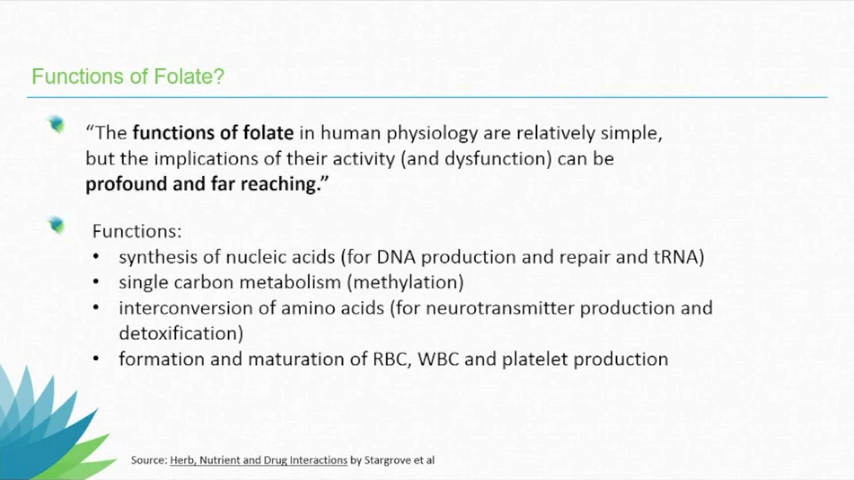 Functions of Folate?
“The functions of folate in human physiology are relatively simple,
but the implications of their activity (and dysfunction) can be
profound and far reaching.”
Functions:
• synthesis of nucleic acids (for DNA production and repair and tRNA)
• single carbon metabolism (methylation)
• interconversion of amino acids (for neurotransmitter production and
detoxification)
• formation and maturation of RBC, WBC and platelet production
Source: Herb, Nutrient and Drug Interactions by Stargrove et al